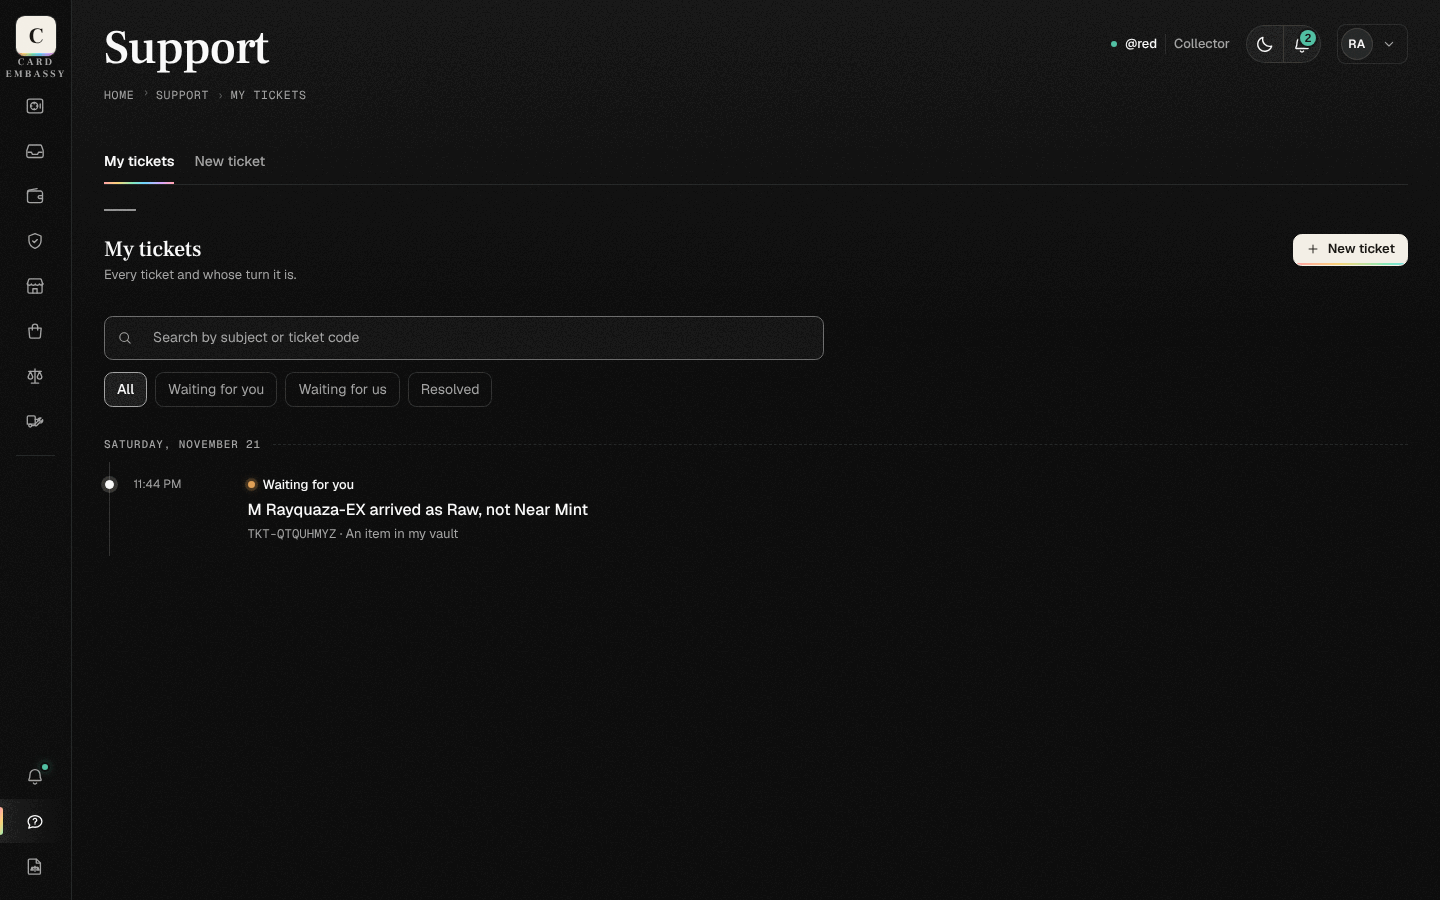 C
CARD
EMBASSY
Support
@red
Collector
2
RA
HOME › SUPPORT › MY TICKETS
My tickets
New ticket
My tickets
Every ticket and whose turn it is.
+ New ticket
Search by subject or ticket code
All
Waiting for you
Waiting for us
Resolved
SATURDAY, NOVEMBER 21
11:44 PM
Waiting for you
M Rayquaza-EX arrived as Raw, not Near Mint
TKT-QTQUHMYZ · An item in my vault